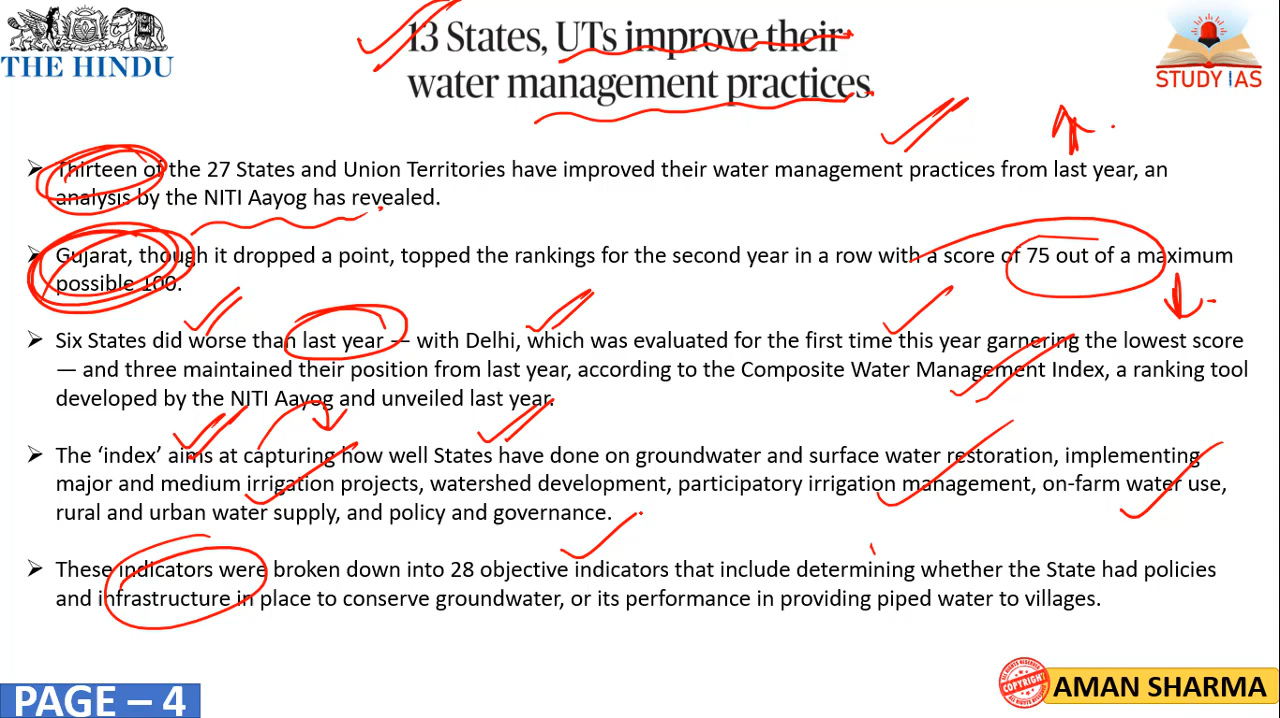 THE HINDU
13 States, UTs improve their
water management practices
STUDY IAS
Thirteen of the 27 States and Union Territories have improved their water management practices from last year, an
analysis by the NITI Aayog has revealed.
Gujarat, though it dropped a point, topped the rankings for the second year in a row with a score of 75 out of a maximum
possible 100.
Six States did worse than last year — with Delhi, which was evaluated for the first time this year garnering the lowest score
— and three maintained their position from last year, according to the Composite Water Management Index, a ranking tool
developed by the NITI Aayog and unveiled last year.
The ‘index’ aims at capturing how well States have done on groundwater and surface water restoration, implementing
major and medium irrigation projects, watershed development, participatory irrigation management, on-farm water use,
rural and urban water supply, and policy and governance.
These indicators were broken down into 28 objective indicators that include determining whether the State had policies
and infrastructure in place to conserve groundwater, or its performance in providing piped water to villages.
PAGE – 4
COPYRIGHT
AMAN SHARMA